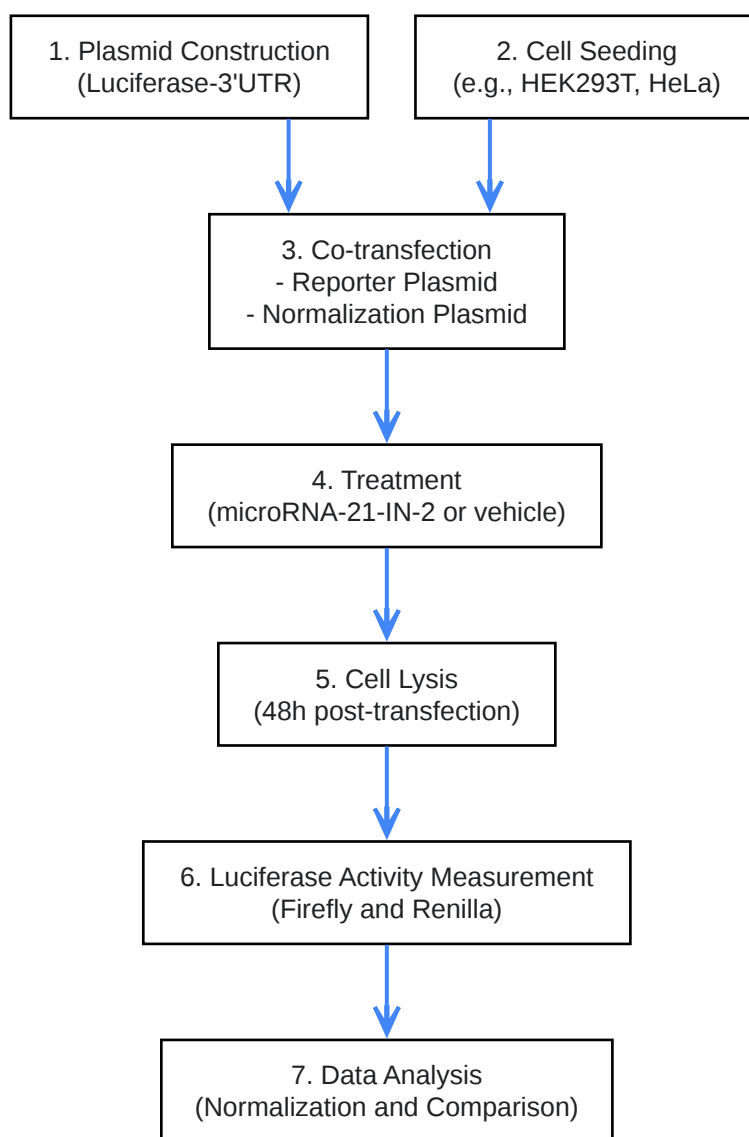 1. Plasmid Construction
(Luciferase-3'UTR)
2. Cell Seeding
(e.g., HEK293T, HeLa)
3. Co-transfection
- Reporter Plasmid
- Normalization Plasmid
4. Treatment
(microRNA-21-IN-2 or vehicle)
5. Cell Lysis
(48h post-transfection)
6. Luciferase Activity Measurement
(Firefly and Renilla)
7. Data Analysis
(Normalization and Comparison)